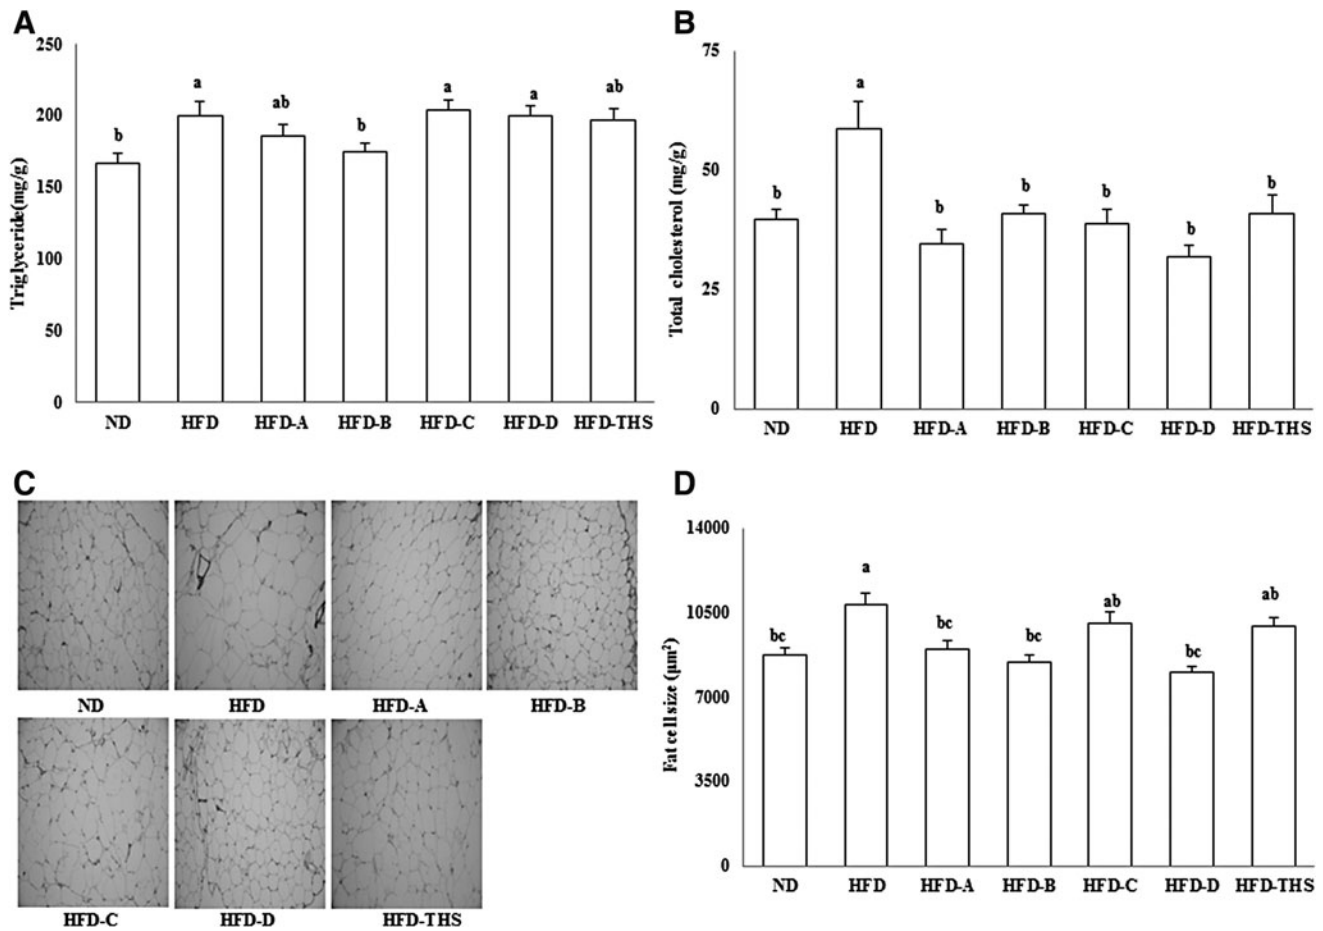 A
Triglyceride(mg/g)
250
200
150
100
50
0
b
a
ab
b
a
a
ab
ND HFD HFD-A HFD-B HFD-C HFD-D HFD-THS
B
Total cholesterol (mg/g)
75
50
25
0
b
a
b
b
b
b
b
ND HFD HFD-A HFD-B HFD-C HFD-D HFD-THS
C
ND HFD HFD-A HFD-B
HFD-C HFD-D HFD-THS
D
Fat cell size (µm²)
14000
10500
7000
3500
0
bc
a
bc
bc
ab
bc
ab
ND HFD HFD-A HFD-B HFD-C HFD-D HFD-THS